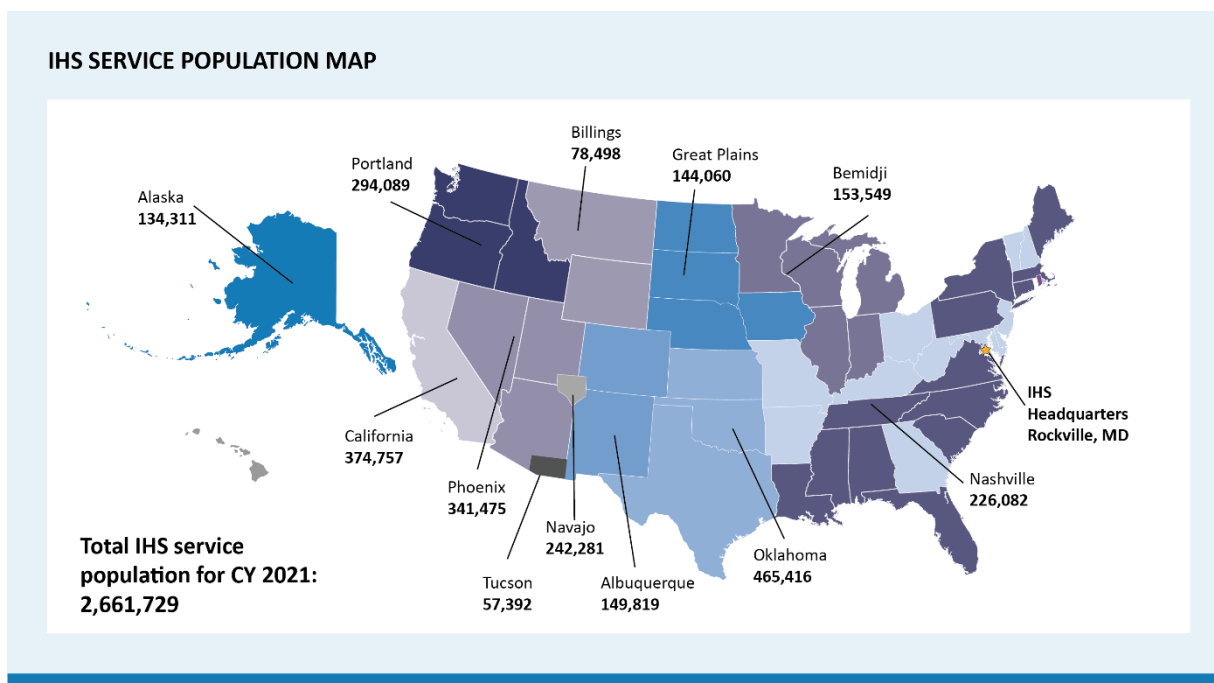 IHS SERVICE POPULATION MAP
Billings
78,498
Great Plains
144,060
Portland
294,089
Bemidji
153,549
Alaska
134,311
IHS
Headquarters
Rockville, MD
California
374,757
Phoenix
341,475
Nashville
226,082
Navajo
242,281
Oklahoma
465,416
Tucson
57,392
Albuquerque
149,819
Total IHS service
population for CY 2021:
2,661,729